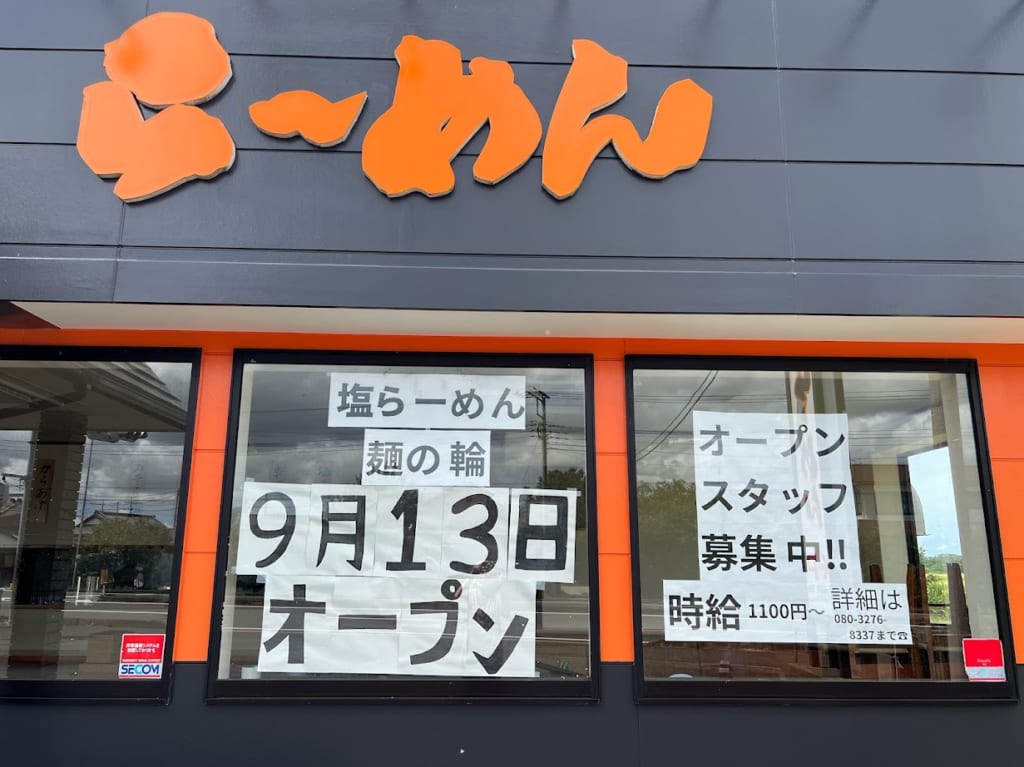 らーめん
塩らーめん
麺の輪
9月13日
オープン
オープン
スタッフ
募集中!!
時給 1100円～ 詳細は
080-3276-
8337まで☎
SECOM